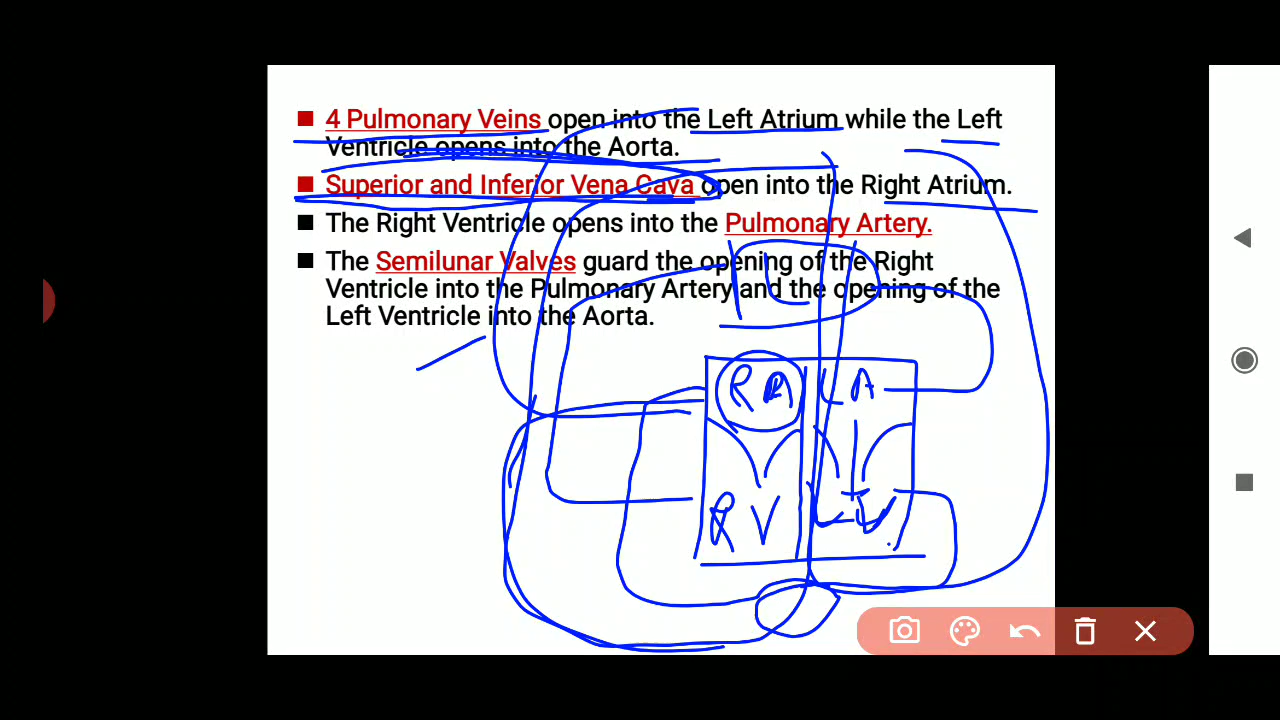 4 Pulmonary Veins open into the Left Atrium while the Left
Ventricle opens into the Aorta.
Superior and Inferior Vena Cava open into the Right Atrium.
The Right Ventricle opens into the Pulmonary Artery.
The Semilunar Valves guard the opening of the Right
Ventricle into the Pulmonary Artery and the opening of the
Left Ventricle into the Aorta.
L
RA LA
RV LV